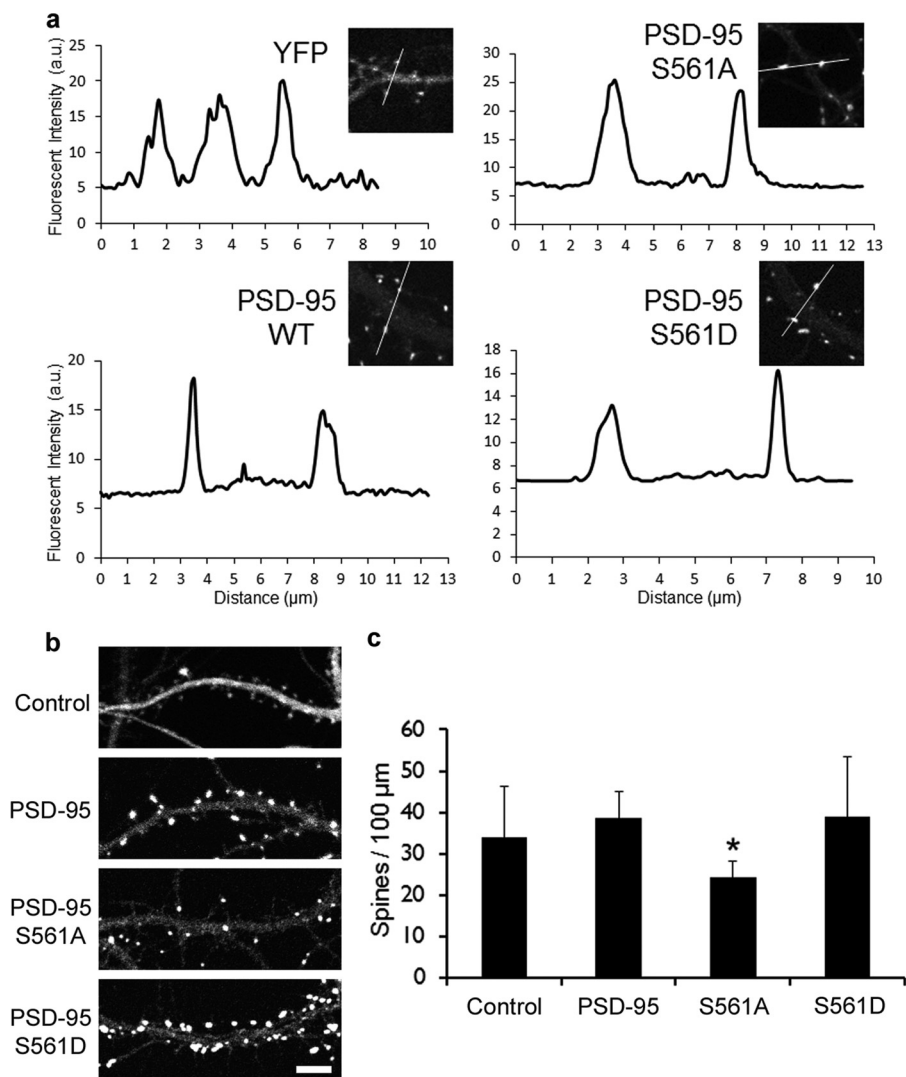 a
YFP
Fluorescent Intensity (a.u.)
25
20
15
10
5
0
0 1 2 3 4 5 6 7 8 9 10
PSD-95
S561A
30
25
20
15
10
5
0
0 1 2 3 4 5 6 7 8 9 10 11 12 13
PSD-95
WT
Fluorescent Intensity (a.u.)
20
15
10
5
0
0 1 2 3 4 5 6 7 8 9 10 11 12 13
Distance (µm)
PSD-95
S561D
16
14
12
10
8
6
4
2
0
0 1 2 3 4 5 6 7 8 9 10
Distance (µm)
b
Control
PSD-95
PSD-95
S561A
PSD-95
S561D
c
Spines / 100 µm
60
50
40
30
20
10
0
*
Control PSD-95 S561A S561D